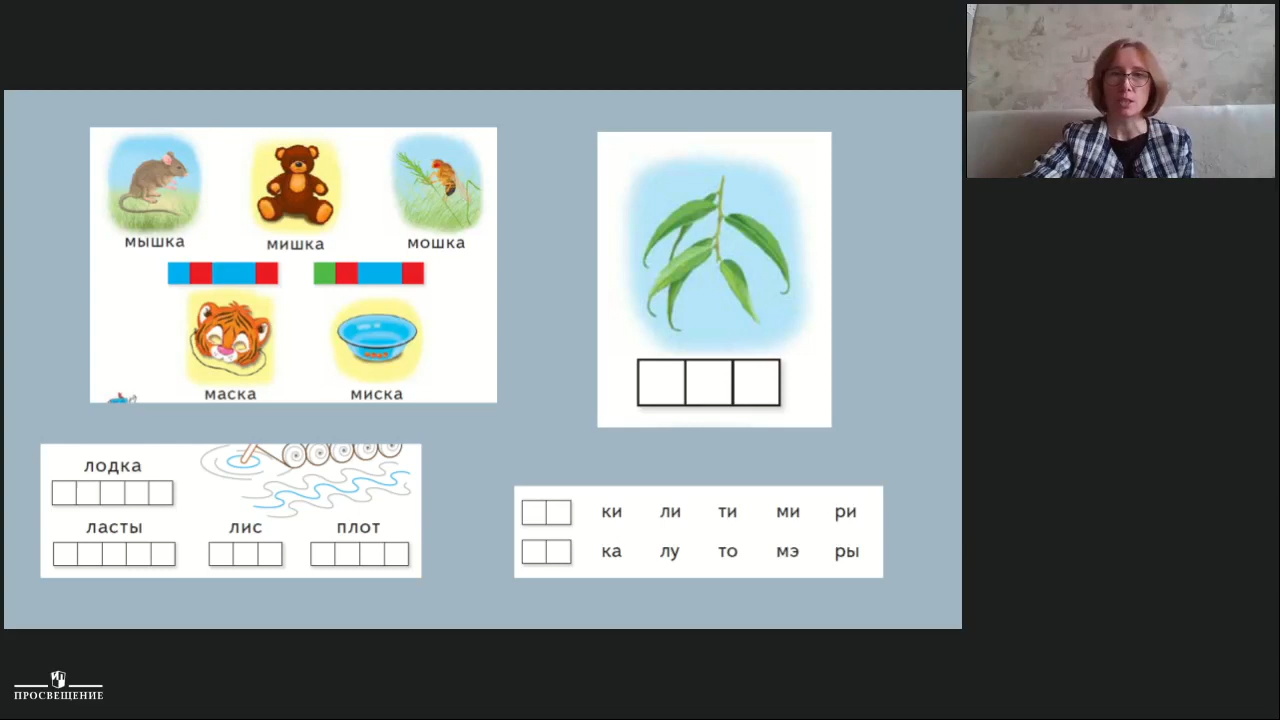 мышка мишка мошка
маска миска
лодка
ласты лис плот
ки ли ти ми ри
ка лу то мэ ры
ПРОСВЕЩЕНИЕ